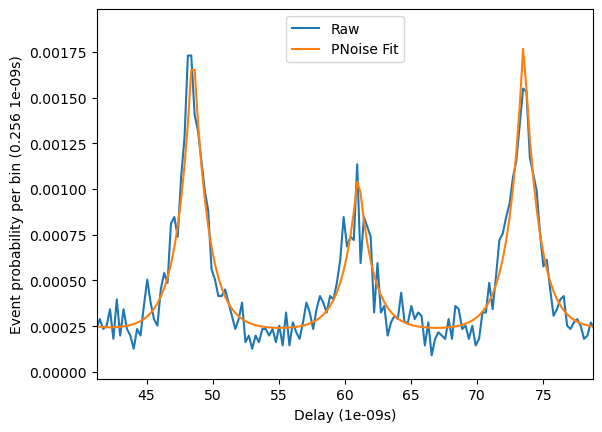 Raw
PNoise Fit
Event probability per bin (0.256 1e-09s)
0.00175
0.00150
0.00125
0.00100
0.00075
0.00050
0.00025
0.00000
45 50 55 60 65 70 75
Delay (1e-09s)